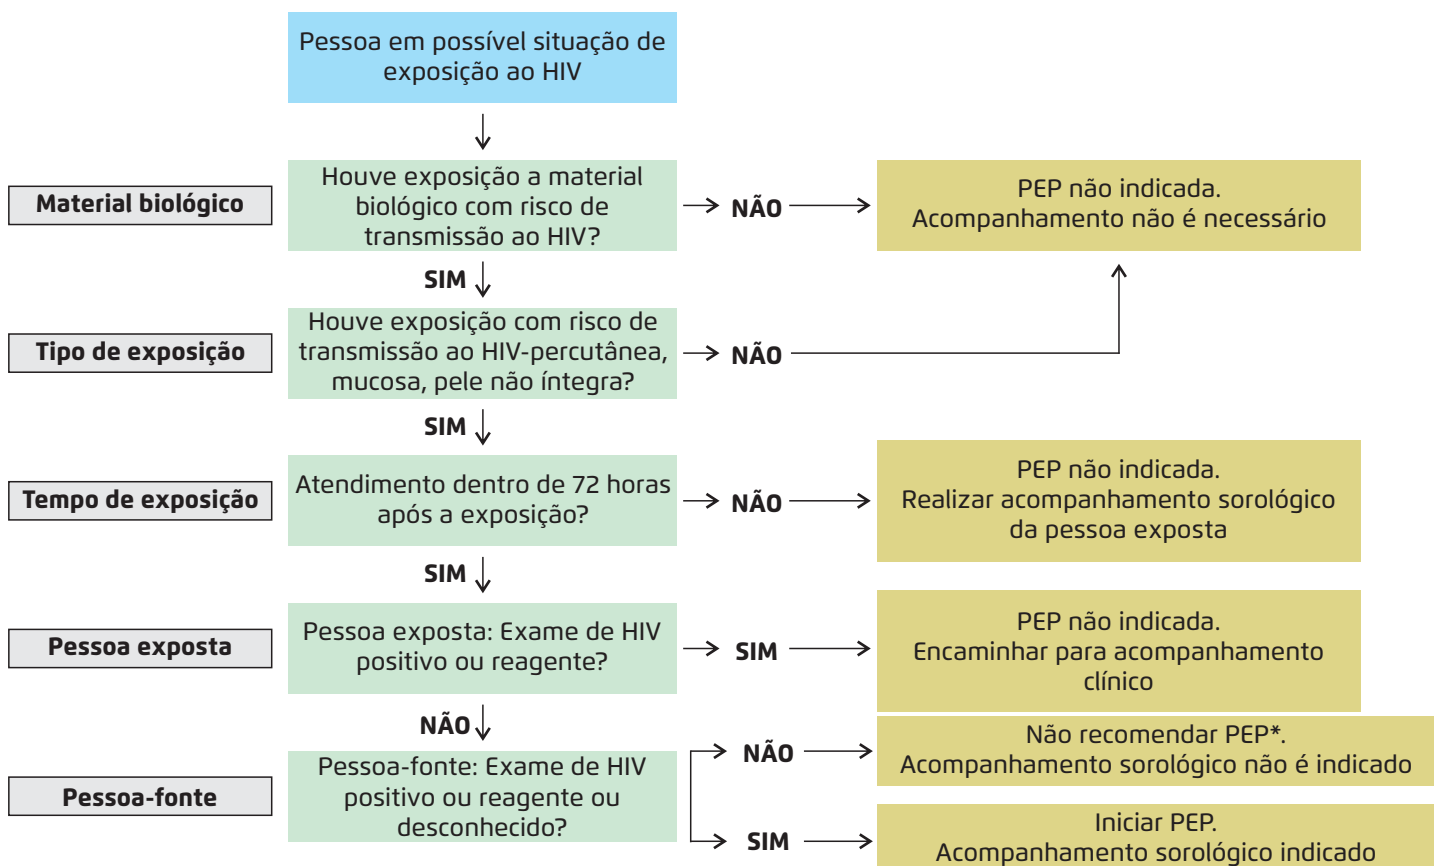 Pessoa em possível situação de
exposição ao HIV
Material biológico
Houve exposição a material
biológico com risco de
transmissão ao HIV?
NÃO
PEP não indicada.
Acompanhamento não é necessário
SIM
Tipo de exposição
Houve exposição com risco de
transmissão ao HIV-percutânea,
mucosa, pele não íntegra?
NÃO
SIM
Tempo de exposição
Atendimento dentro de 72 horas
após a exposição?
NÃO
PEP não indicada.
Realizar acompanhamento sorológico
da pessoa exposta
SIM
Pessoa exposta
Pessoa exposta: Exame de HIV
positivo ou reagente?
SIM
PEP não indicada.
Encaminhar para acompanhamento
clínico
NÃO
Pessoa-fonte
Pessoa-fonte: Exame de HIV
positivo ou reagente ou
desconhecido?
NÃO
Não recomendar PEP*.
Acompanhamento sorológico não é indicado
SIM
Iniciar PEP.
Acompanhamento sorológico indicado